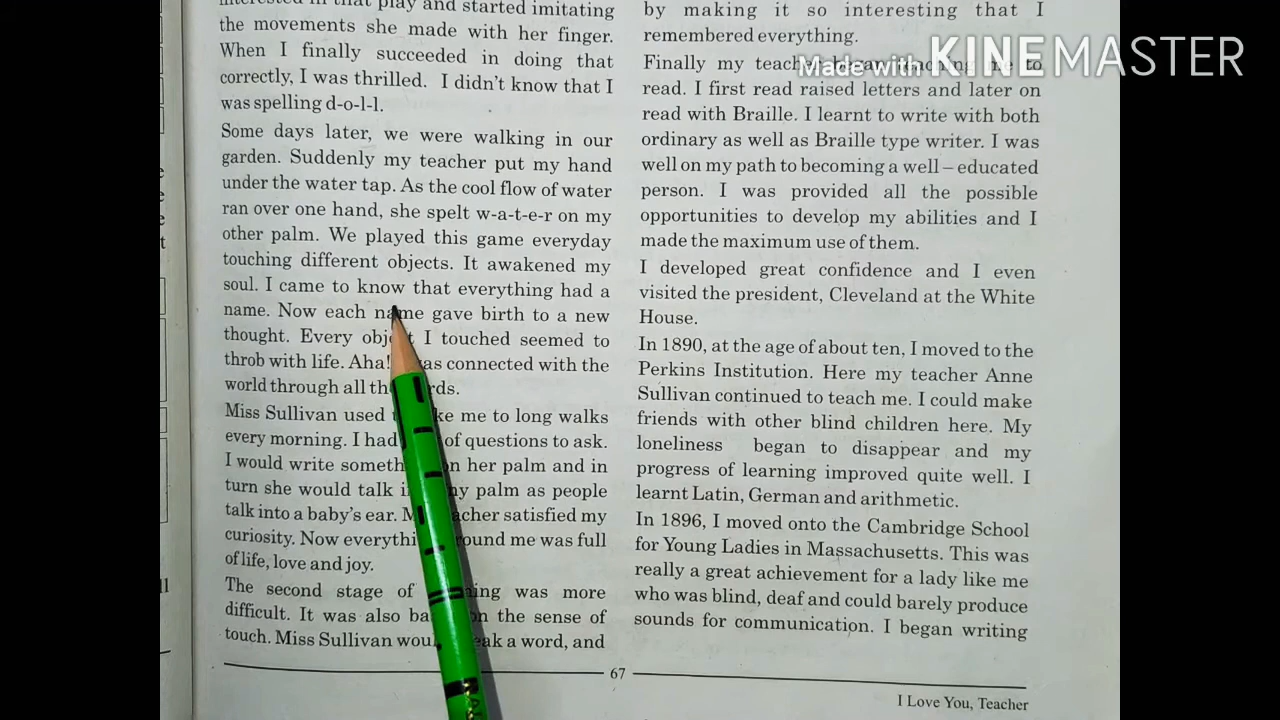 interested in that play and started imitating
the movements she made with her finger.
When I finally succeeded in doing that
correctly, I was thrilled. I didn't know that I
was spelling d-o-l-l.
Some days later, we were walking in our
garden. Suddenly my teacher put my hand
under the water tap. As the cool flow of water
ran over one hand, she spelt w-a-t-e-r on my
other palm. We played this game everyday
touching different objects. It awakened my
soul. I came to know that everything had a
name. Now each name gave birth to a new
thought. Every object I touched seemed to
throb with life. Aha! was connected with the
world through all
Miss Sullivan used me to long walks
every morning. I had of questions to ask.
I would write on her palm and in
turn she would talk my palm as people
talk into a baby's ear. teacher satisfied my
curiosity. Now around me was full
of life, love and joy.
The second stage of was more
difficult. It was also on the sense of
touch. Miss Sullivan a word, and
67
by making it so interesting that I
remembered everything.
Finally my teacher to
read. I first read raised letters and later on
read with Braille. I learnt to write with both
ordinary as well as Braille type writer. I was
well on my path to becoming a well – educated
person. I was provided all the possible
opportunities to develop my abilities and I
made the maximum use of them.
I developed great confidence and I even
visited the president, Cleveland at the White
House.
In 1890, at the age of about ten, I moved to the
Perkins Institution. Here my teacher Anne
Sullivan continued to teach me. I could make
friends with other blind children here. My
loneliness began to disappear and my
progress of learning improved quite well. I
learnt Latin, German and arithmetic.
In 1896, I moved onto the Cambridge School
for Young Ladies in Massachusetts. This was
really a great achievement for a lady like me
who was blind, deaf and could barely produce
sounds for communication. I began writing
I Love You, Teacher
Made with KINEMASTER